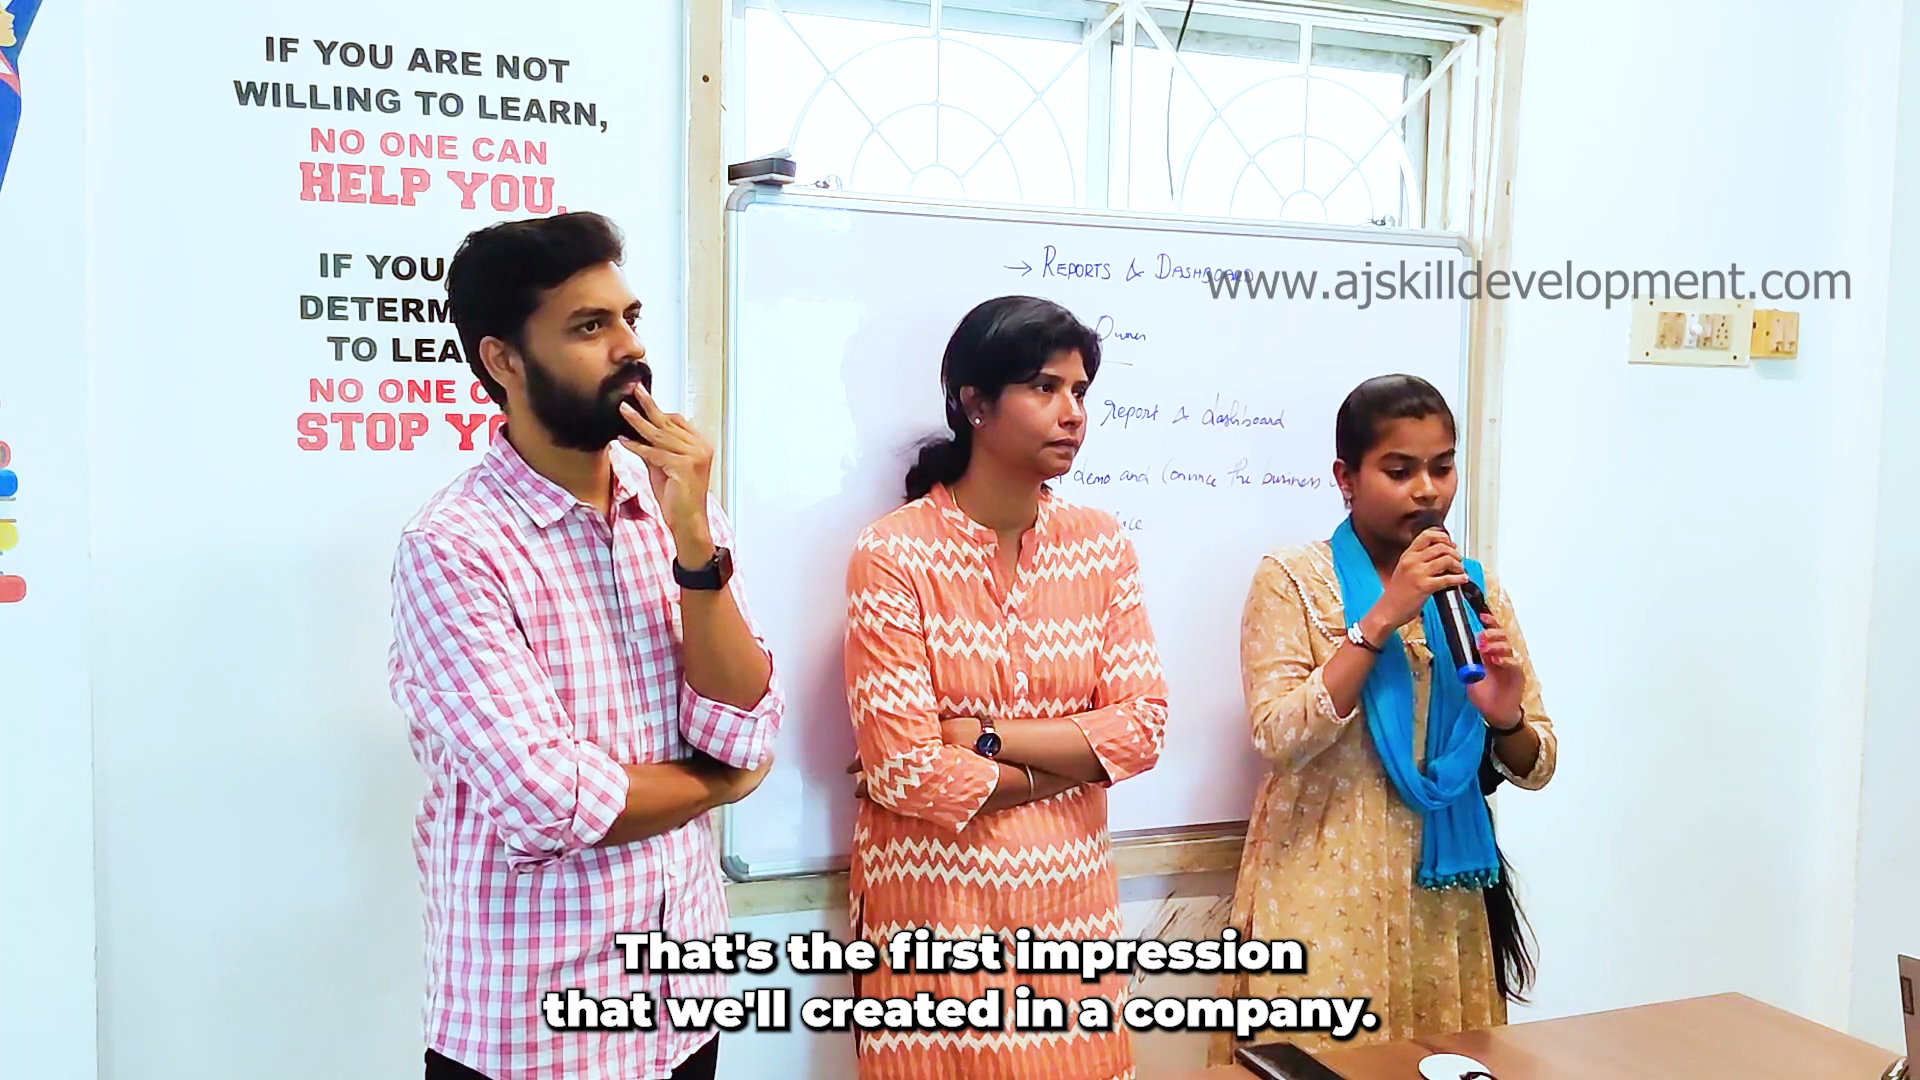 IF YOU ARE NOT
WILLING TO LEARN,
NO ONE CAN
HELP YOU.
IF YOU
DETERM
TO LEA
NO ONE C
STOP YO
→ REPORTS & DASHBOARD
www.ajskilldevelopment.com
Owner
Report & dashboard
demo and Convince the business
That's the first impression
that we'll created in a company.